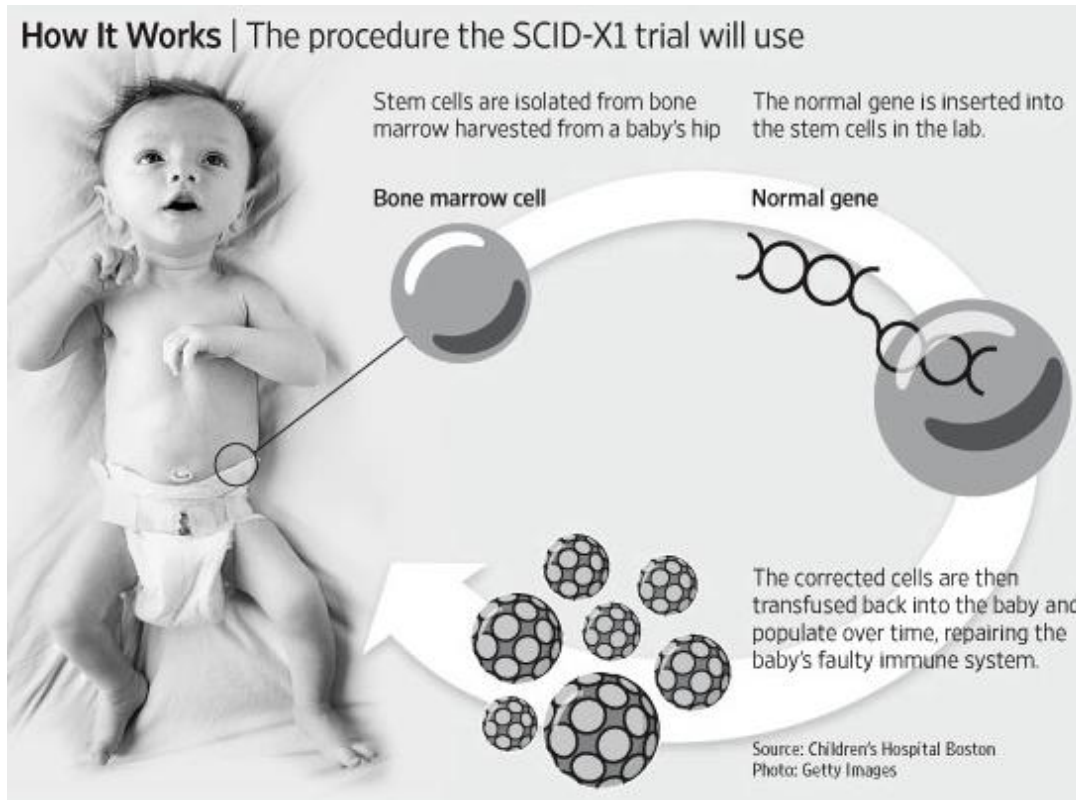 How It Works | The procedure the SCID-X1 trial will use
Stem cells are isolated from bone
marrow harvested from a baby's hip
The normal gene is inserted into
the stem cells in the lab.
Bone marrow cell
Normal gene
The corrected cells are then
transfused back into the baby and
populate over time, repairing the
baby's faulty immune system.
Source: Children's Hospital Boston
Photo: Getty Images